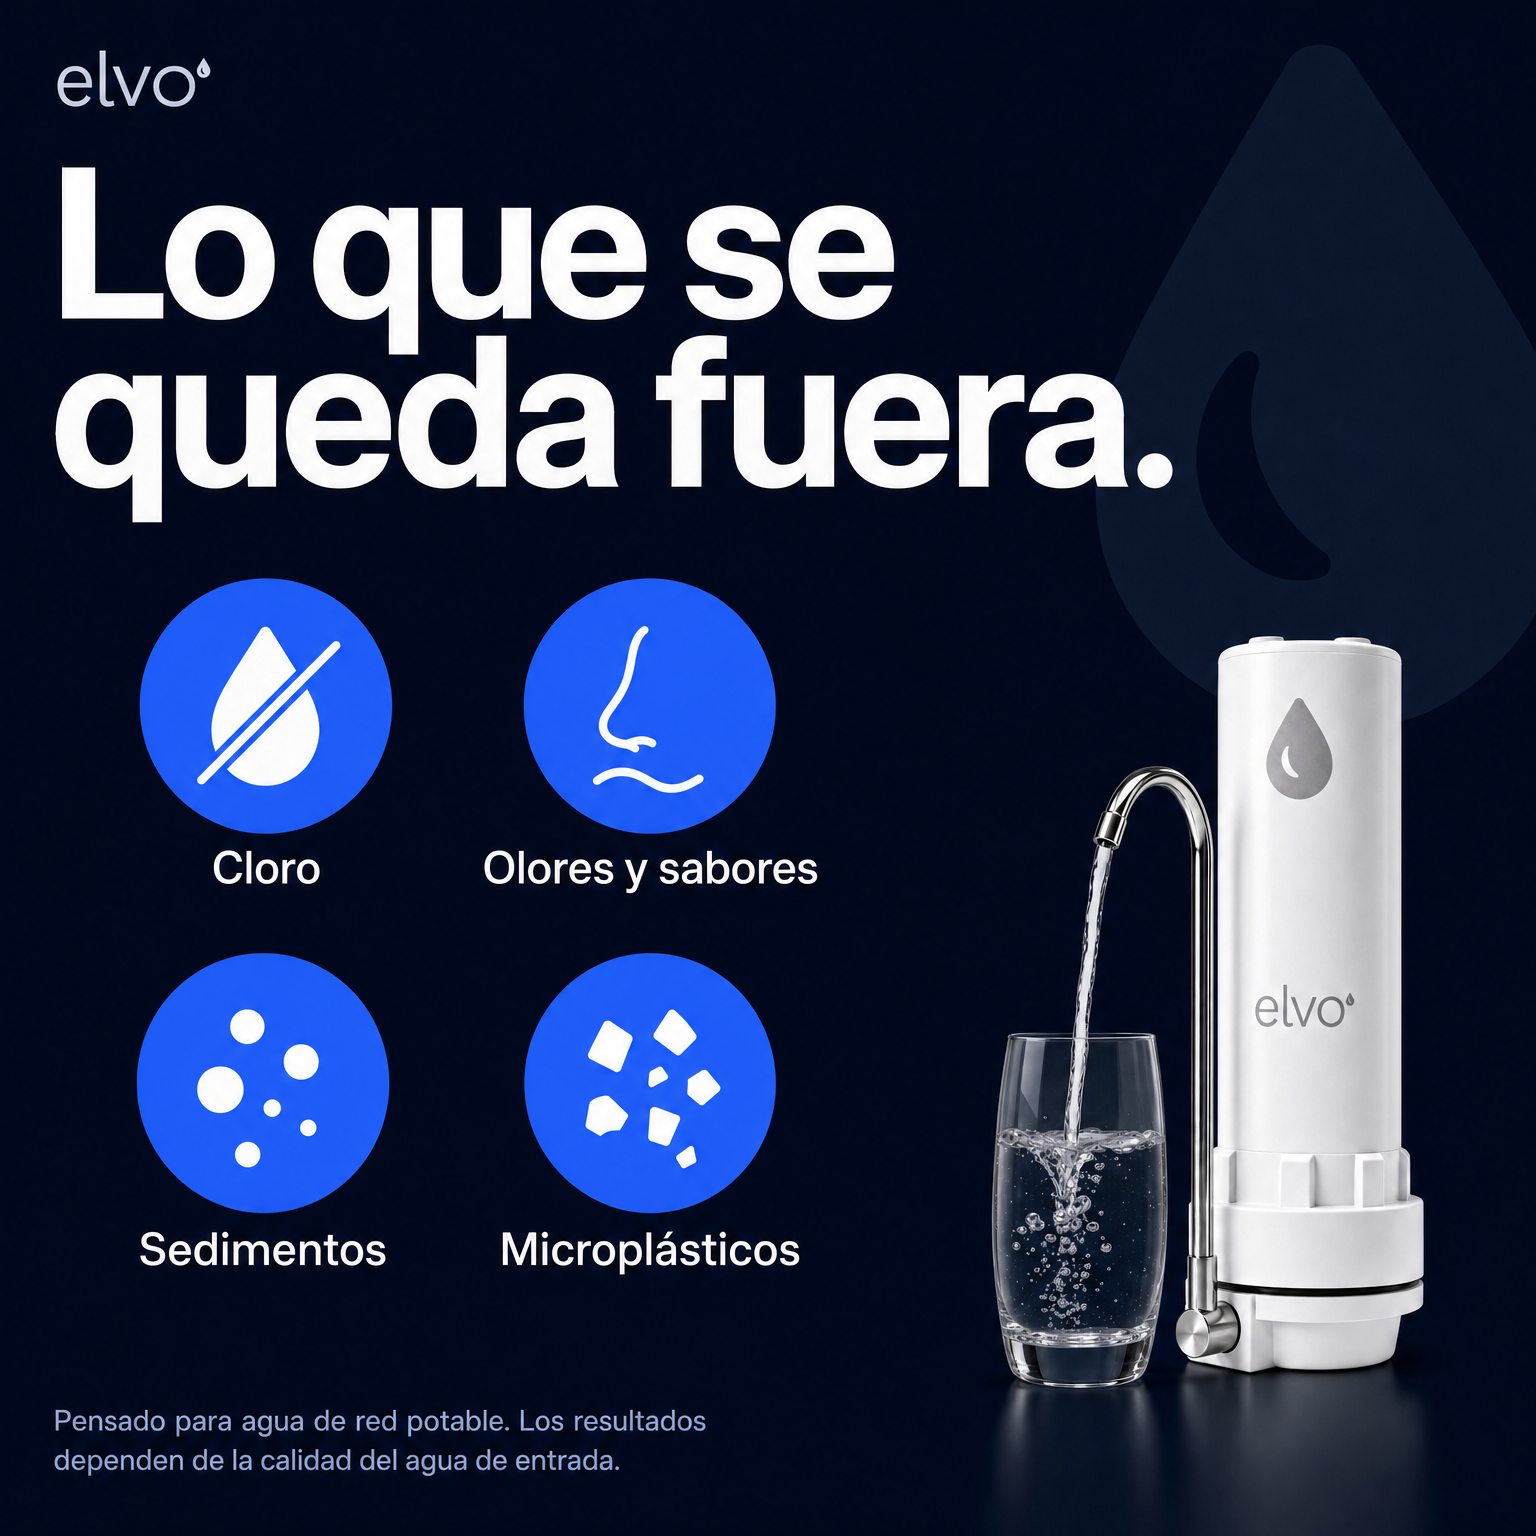 elvo
Lo que se
queda fuera.
Cloro
Olores y sabores
Sedimentos
Microplásticos
elvo
Pensado para agua de red potable. Los resultados
dependen de la calidad del agua de entrada.